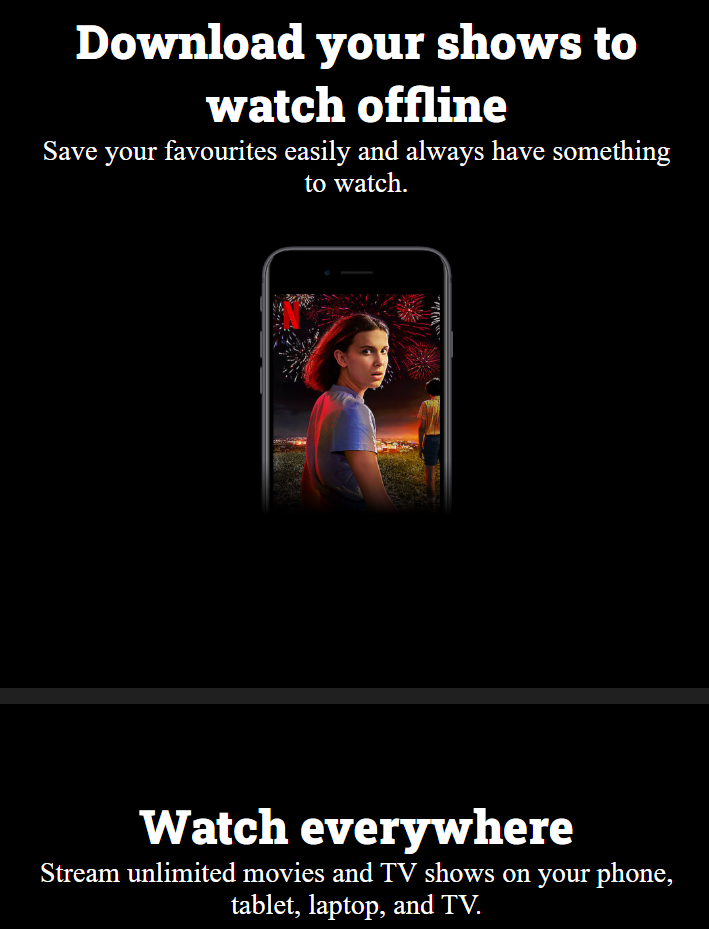 Download your shows to
watch offline
Save your favourites easily and always have something
to watch.
N
Watch everywhere
Stream unlimited movies and TV shows on your phone,
tablet, laptop, and TV.